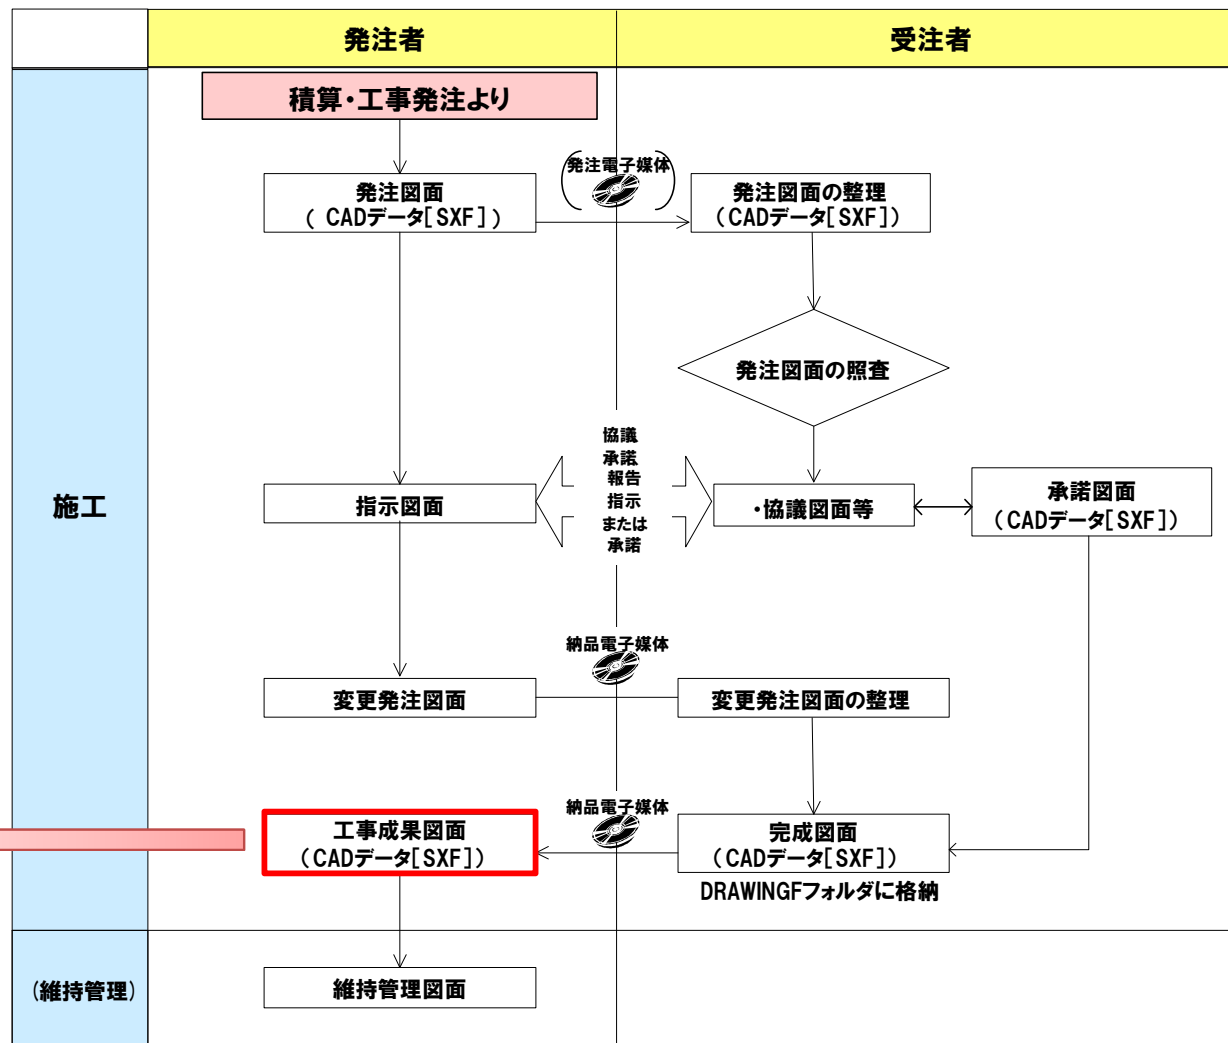 発注者
受注者
積算・工事発注より
発注電子媒体
発注図面
( CADデータ[SXF] )
発注図面の整理
(CADデータ[SXF])
発注図面の照査
協議
承諾
報告
指示
または
承諾
施工
指示図面
・協議図面等
承諾図面
(CADデータ[SXF])
納品電子媒体
変更発注図面
変更発注図面の整理
納品電子媒体
工事成果図面
(CADデータ[SXF])
完成図面
(CADデータ[SXF])
DRAWINGFフォルダに格納
(維持管理)
維持管理図面